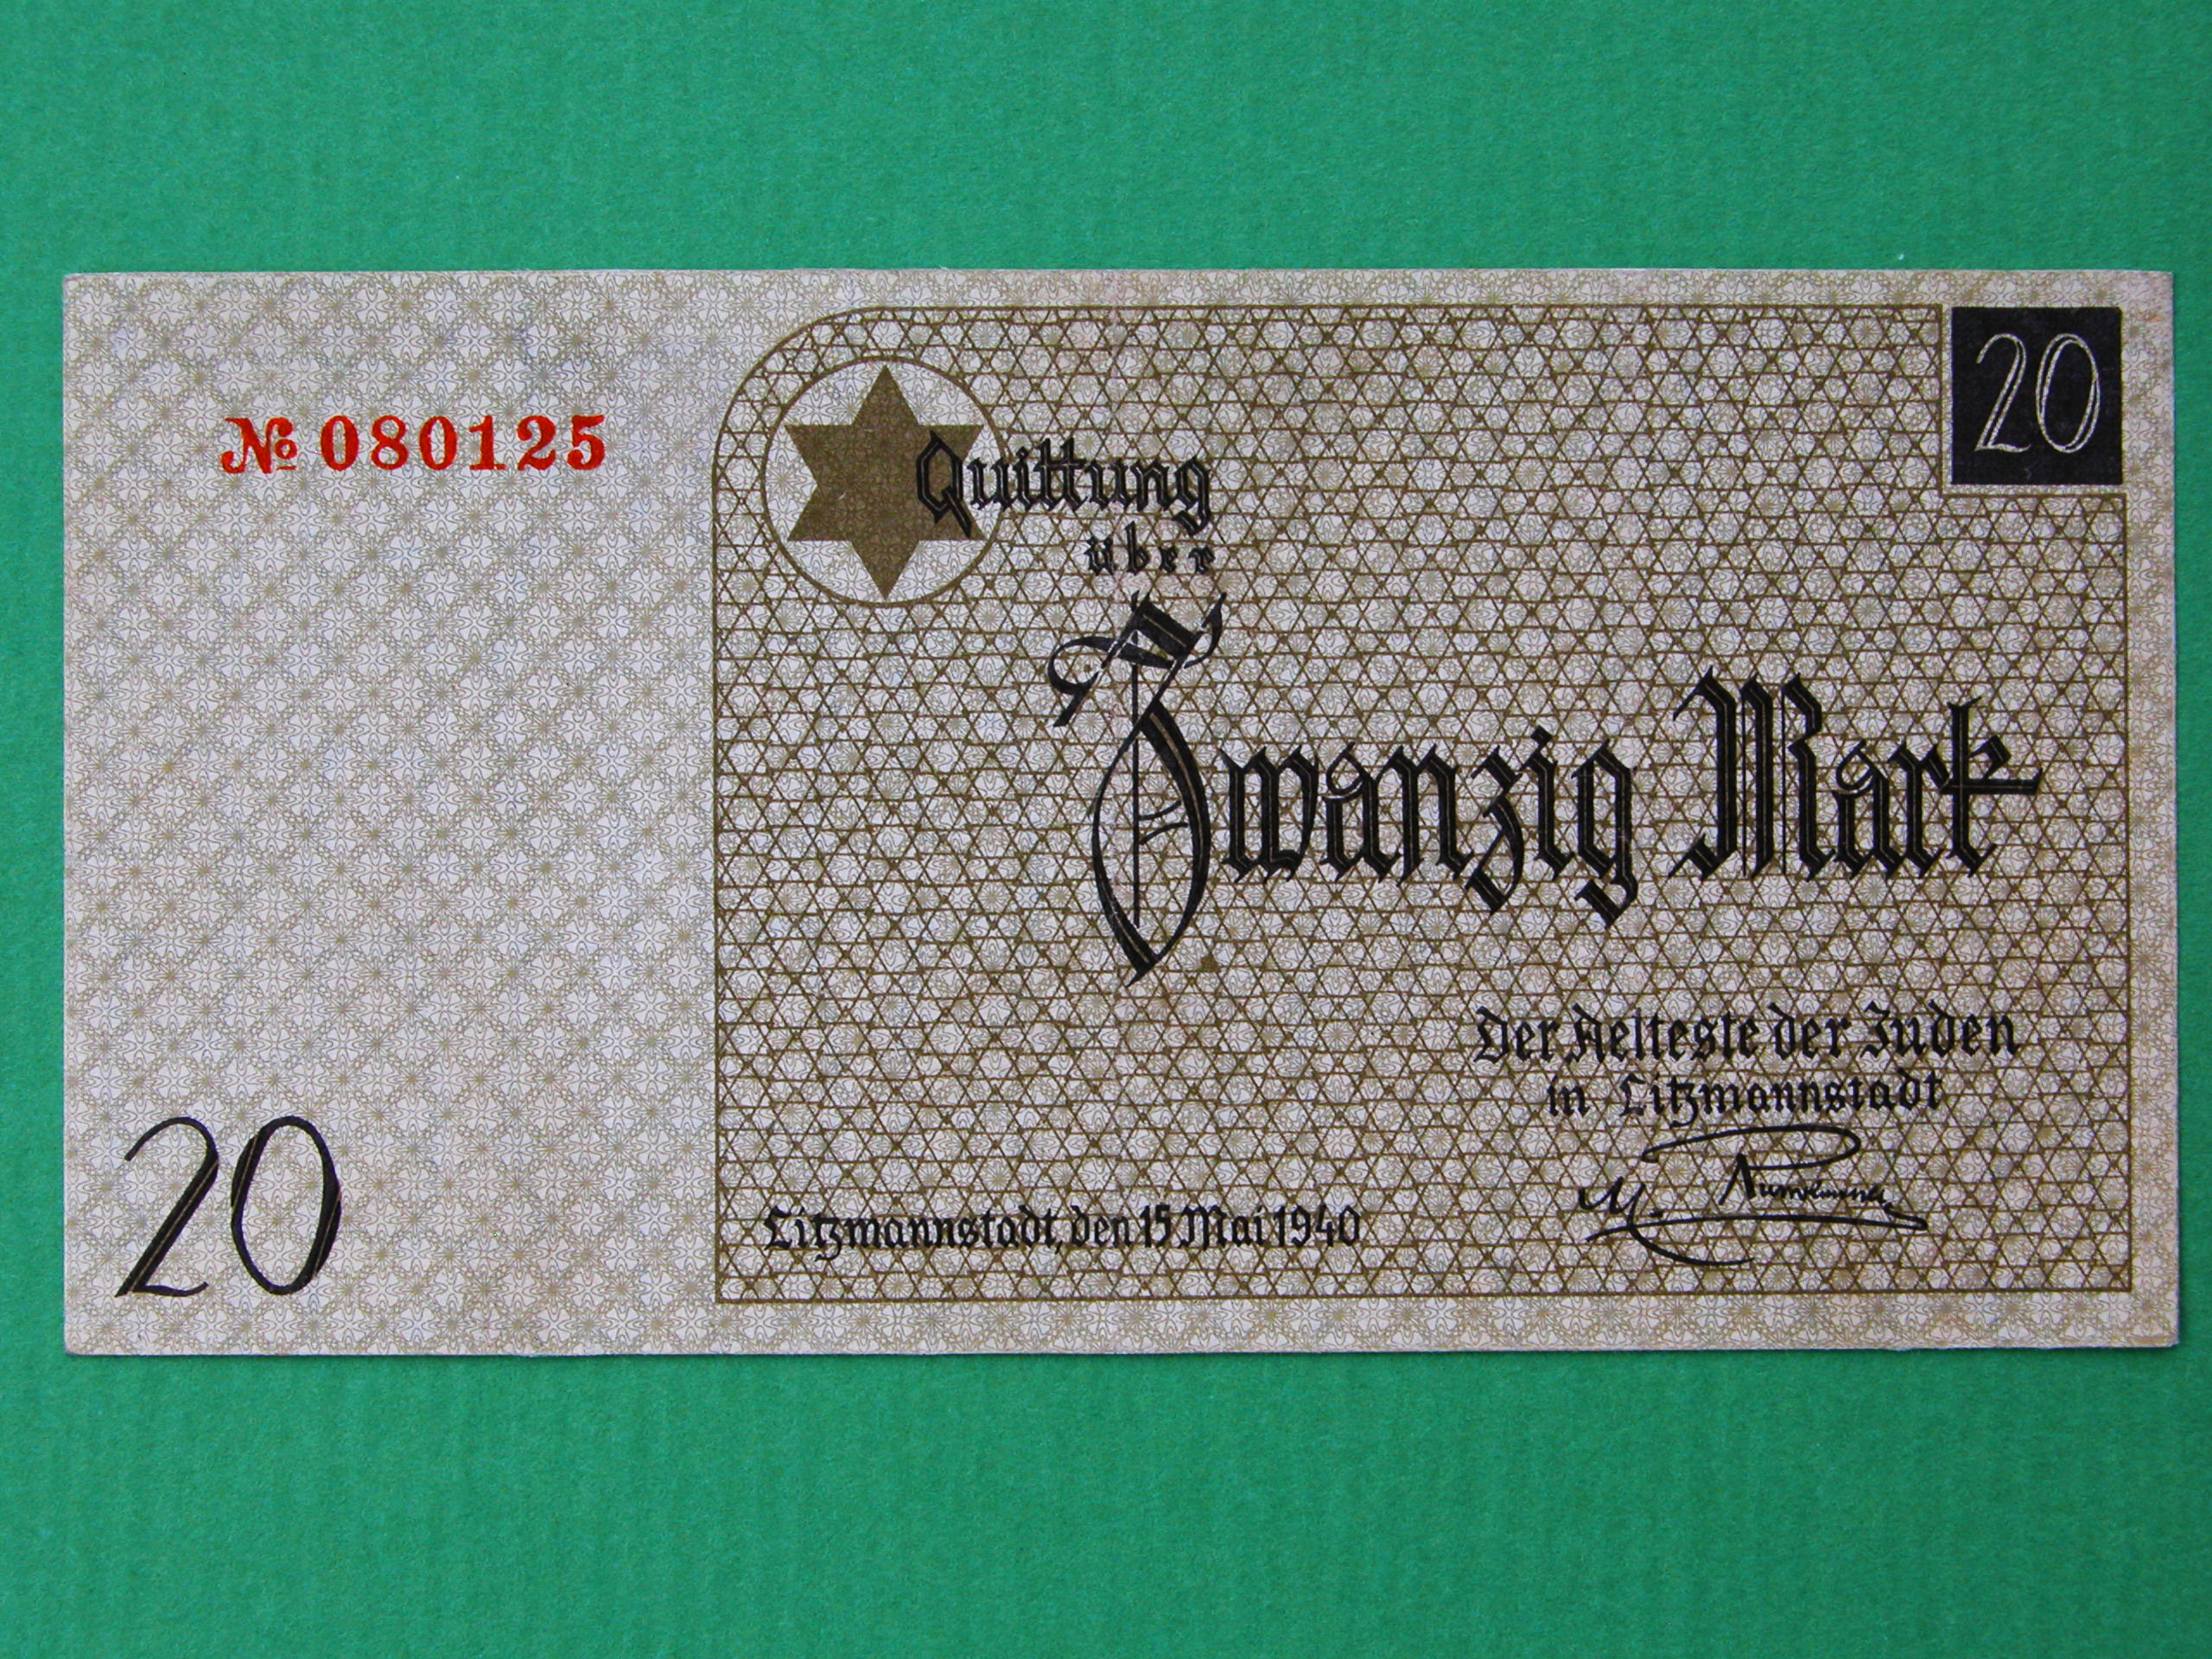 20
№ 080125
Quittung
über
Zwanzig Mark
Der Aelteste der Juden
in Litzmannstadt
Litzmannstadt, den 15. Mai 1940
M. Rumkowski
20